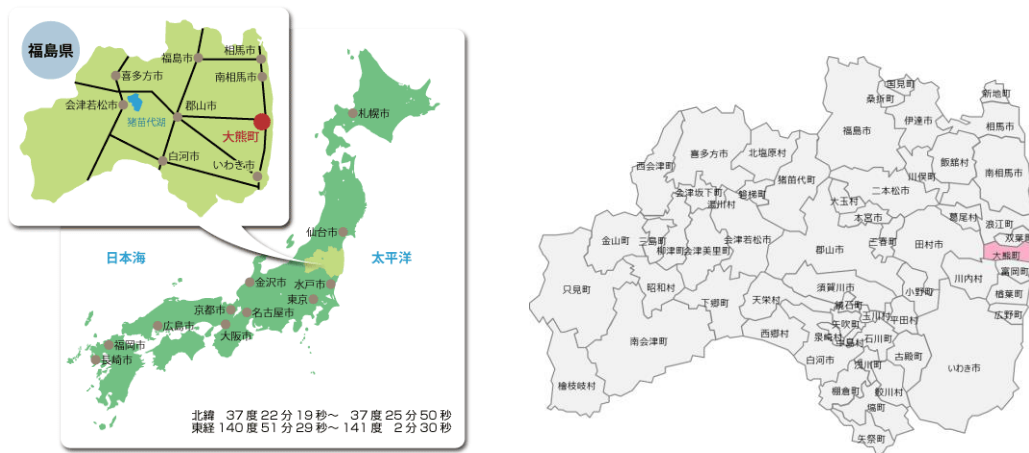 福島県
福島市
相馬市
喜多方市
南相馬市
会津若松市
郡山市
猪苗代湖
大熊町
白河市
いわき市
札幌市
仙台市
日本海
太平洋
金沢市
水戸市
東京
京都市
名古屋市
広島市
大阪市
福岡市
長崎市
北緯 37度22分19秒～ 37度25分50秒
東経 140度51分29秒～ 141度 2分30秒
国見町
桑折町
新地町
伊達市
福島市
相馬市
喜多方市
北塩原村
飯舘村
西会津町
猪苗代町
川俣町
南相馬市
会津坂下町
磐梯町
二本松市
湯川村
大玉村
本宮市
葛尾村
浪江町
双葉町
金山町
三島町
柳津町
会津美里町
会津若松市
郡山市
三春町
田村市
大熊町
富岡町
川内村
只見町
昭和村
須賀川市
小野町
楢葉町
下郷町
天栄村
鏡石町
玉川村
平田村
広野町
南会津町
西郷村
矢吹町
泉崎村
中島村
石川町
白河市
浅川町
古殿町
いわき市
檜枝岐村
棚倉町
鮫川村
塙町
矢祭町